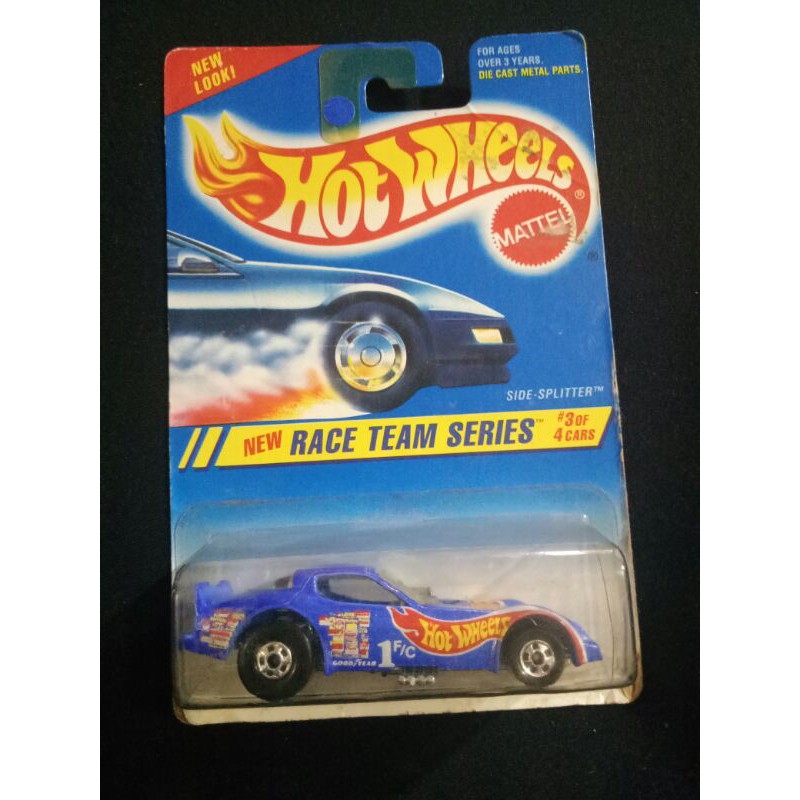 NEW
LOOK!
FOR AGES
OVER 3 YEARS.
DIE CAST METAL PARTS.
HOT WHEELS®
MATTEL
®
SIDE-SPLITTER™
NEW RACE TEAM SERIES™ #3 OF
4 CARS
HOT WHEELS
GOOD YEAR
1 F/C